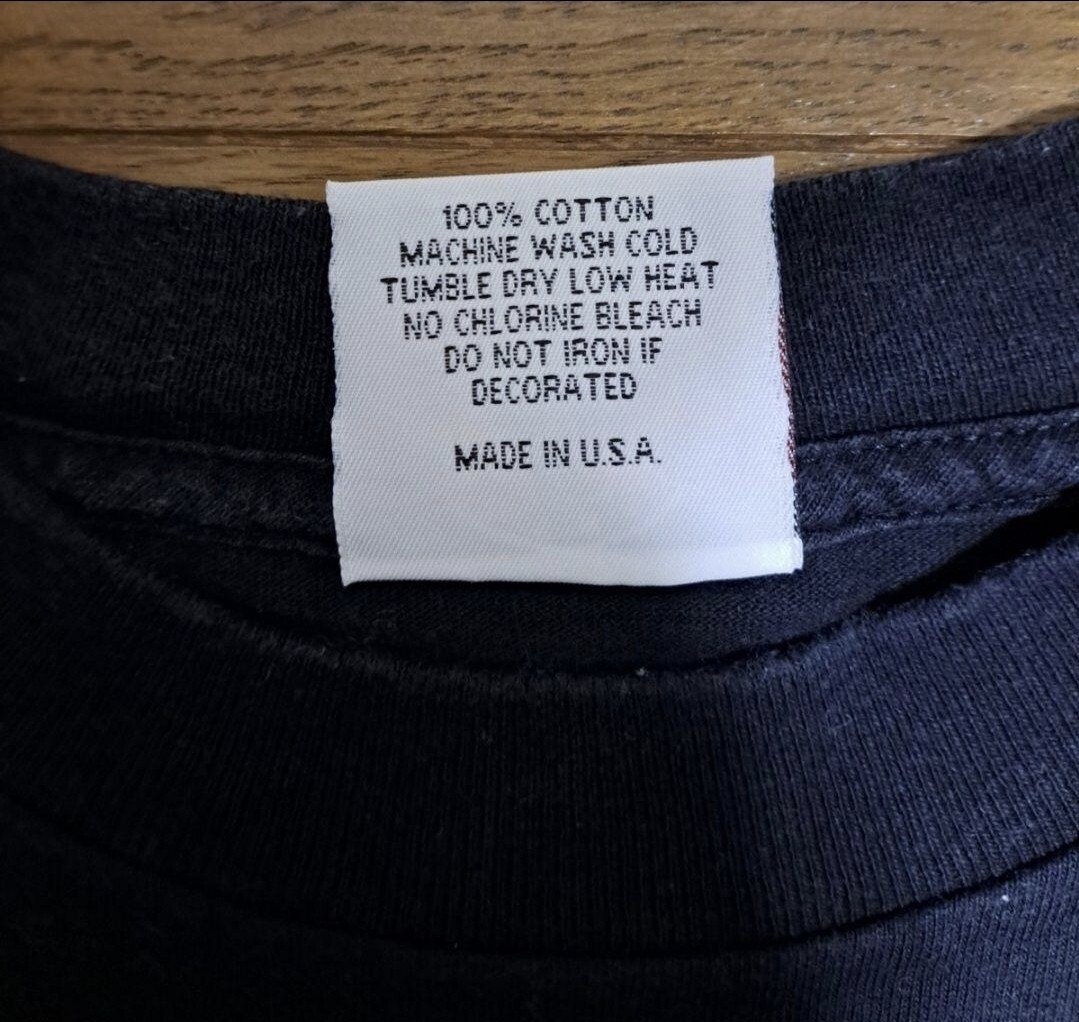 100% COTTON
MACHINE WASH COLD
TUMBLE DRY LOW HEAT
NO CHLORINE BLEACH
DO NOT IRON IF
DECORATED
MADE IN U.S.A.